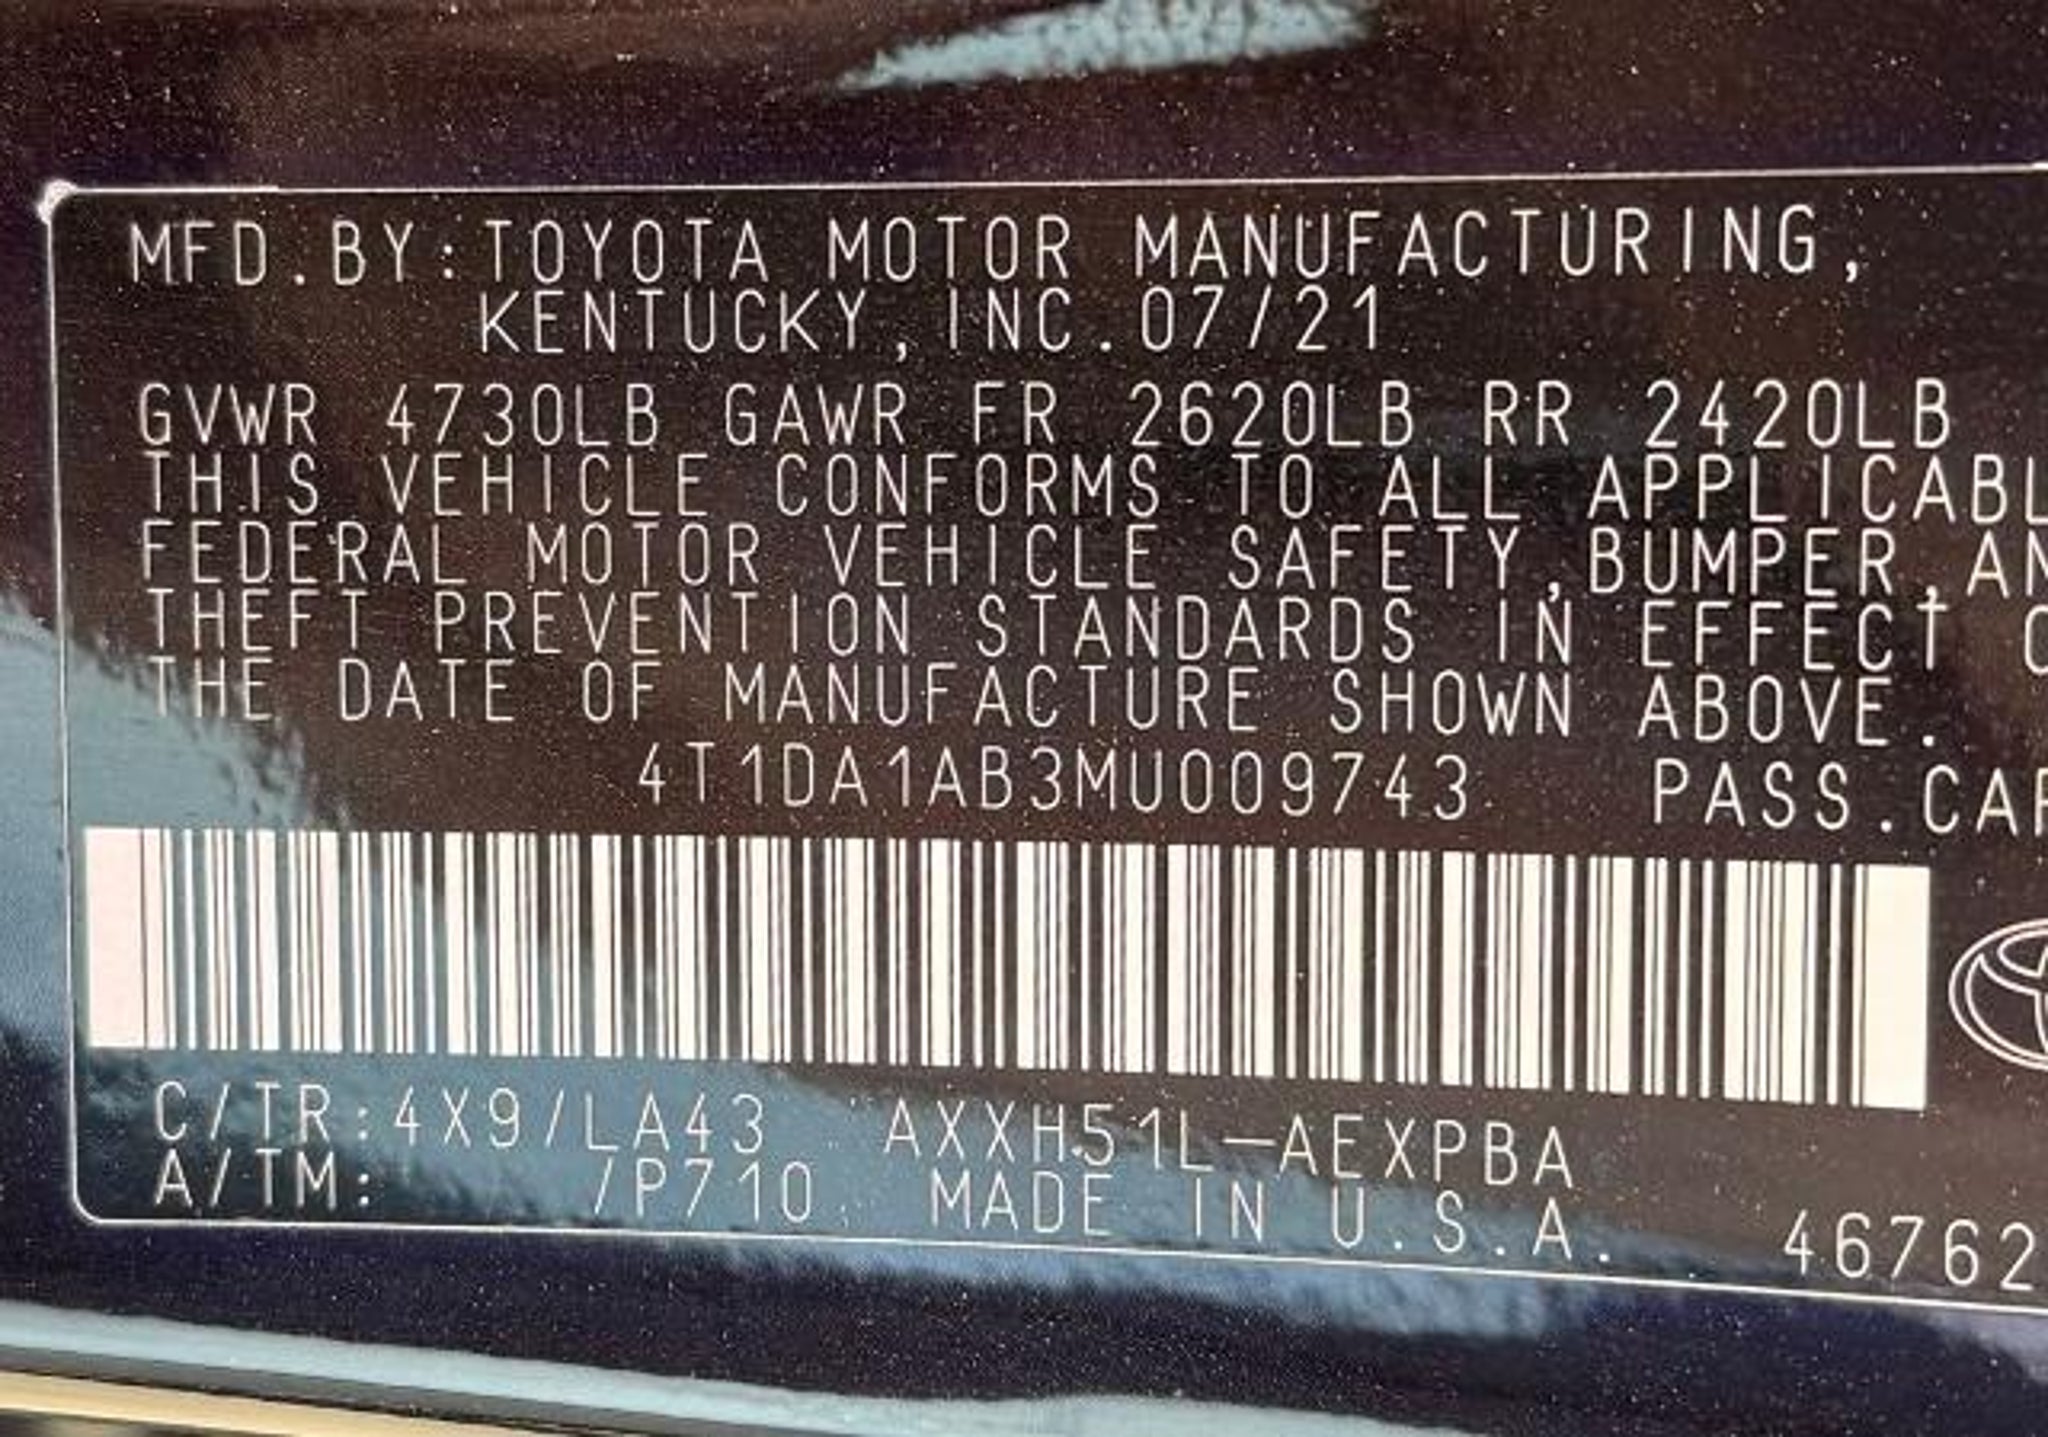 MFD.BY:TOYOTA MOTOR MANUFACTURING,
KENTUCKY, INC.07/21
GVWR 4730LB GAWR FR 2620LB RR 2420LB
THIS VEHICLE CONFORMS TO ALL APPLICABL
FEDERAL MOTOR VEHICLE SAFETY,BUMPER,AN
THEFT PREVENTION STANDARDS IN EFFECT O
THE DATE OF MANUFACTURE SHOWN ABOVE.
4T1DA1AB3MU009743 PASS.CAR
C/TR:4X9/LA43 AXXH51L-AEXPBA
A/TM: /P710 MADE IN U.S.A. 46762